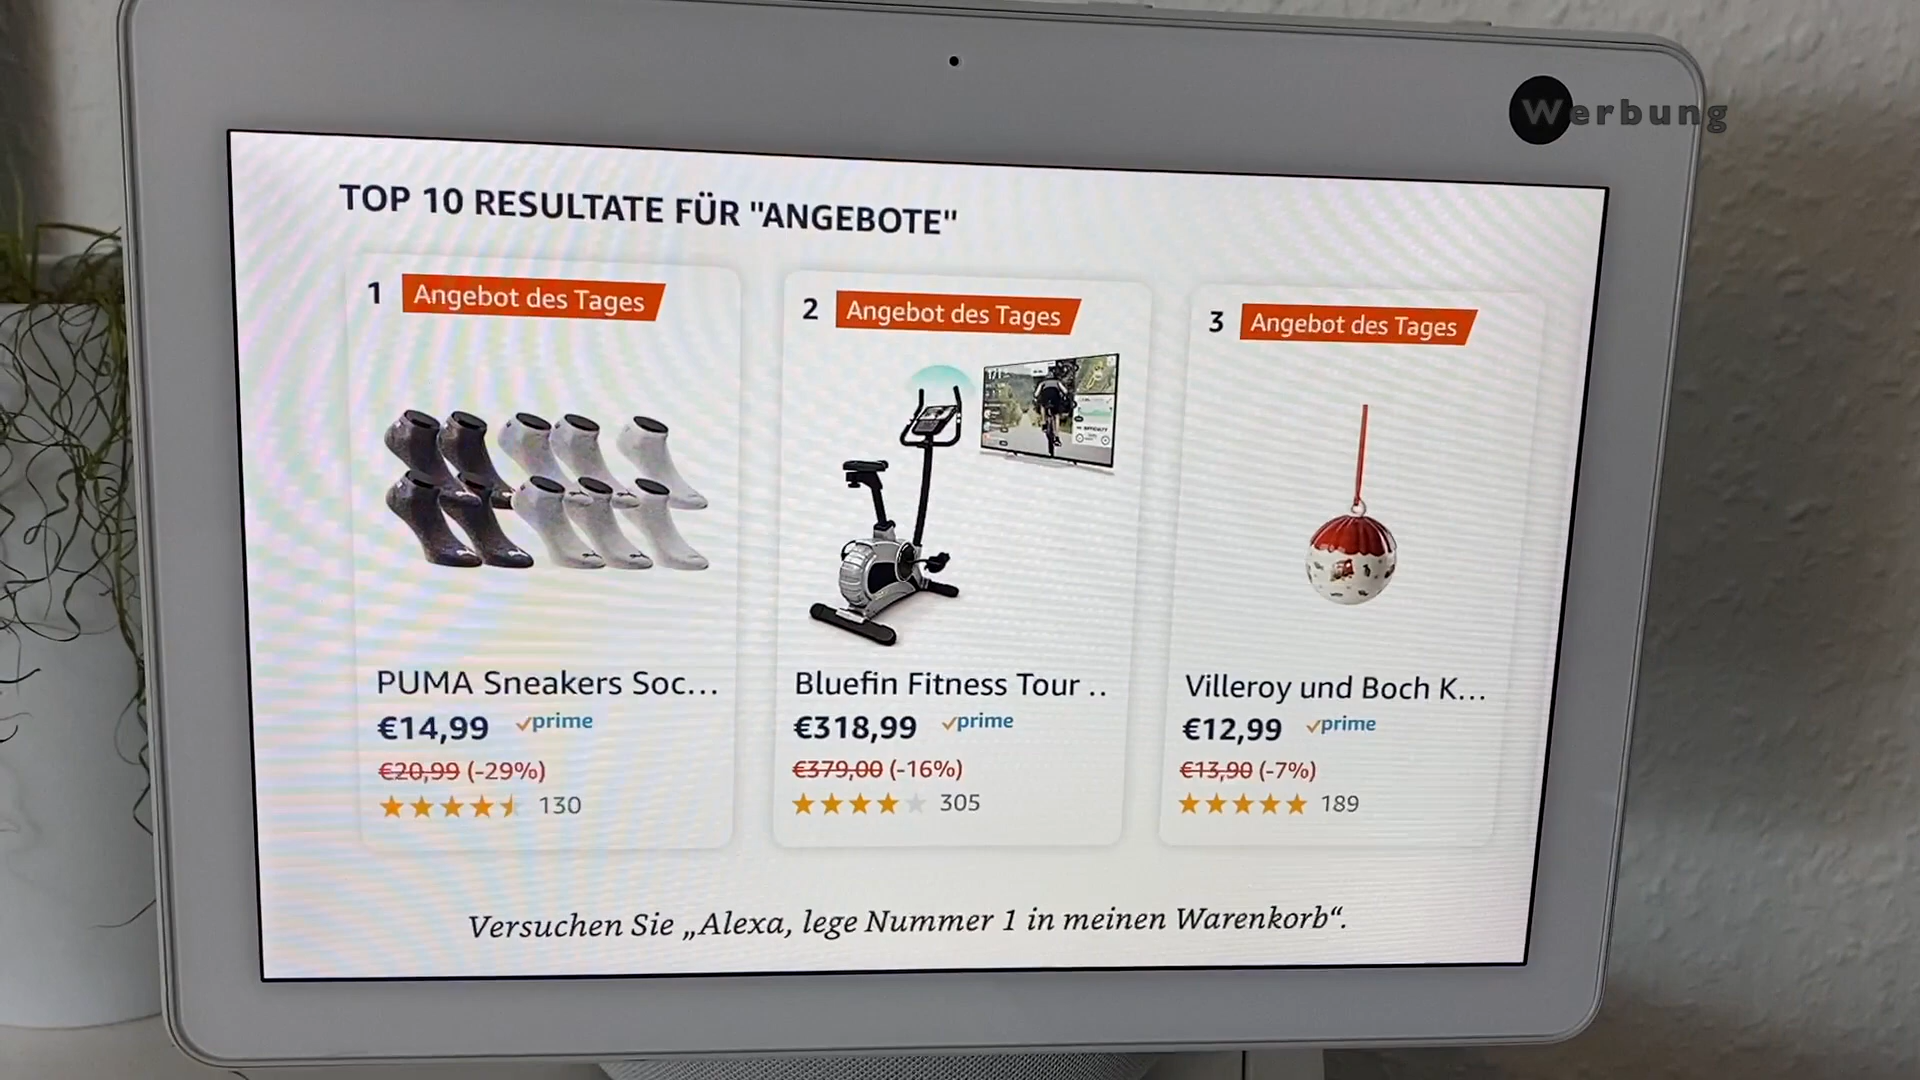 Werbung
TOP 10 RESULTATE FÜR "ANGEBOTE"
1 Angebot des Tages
PUMA Sneakers Soc...
€14,99 prime
€20,99 (-29%)
130
2 Angebot des Tages
Bluefin Fitness Tour ..
€318,99 prime
€379,00 (-16%)
305
3 Angebot des Tages
Villeroy und Boch K...
€12,99 prime
€13,90 (-7%)
189
Versuchen Sie „Alexa, lege Nummer 1 in meinen Warenkorb“.